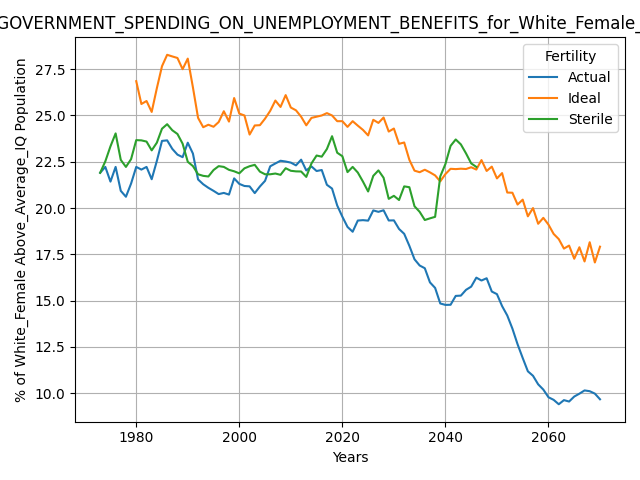 GOVERNMENT_SPENDING_ON_UNEMPLOYMENT_BENEFITS_for_White_Female_
% of White_Female Above_Average_IQ Population
27.5
25.0
22.5
20.0
17.5
15.0
12.5
10.0
Fertility
Actual
Ideal
Sterile
1980
2000
2020
2040
2060
Years